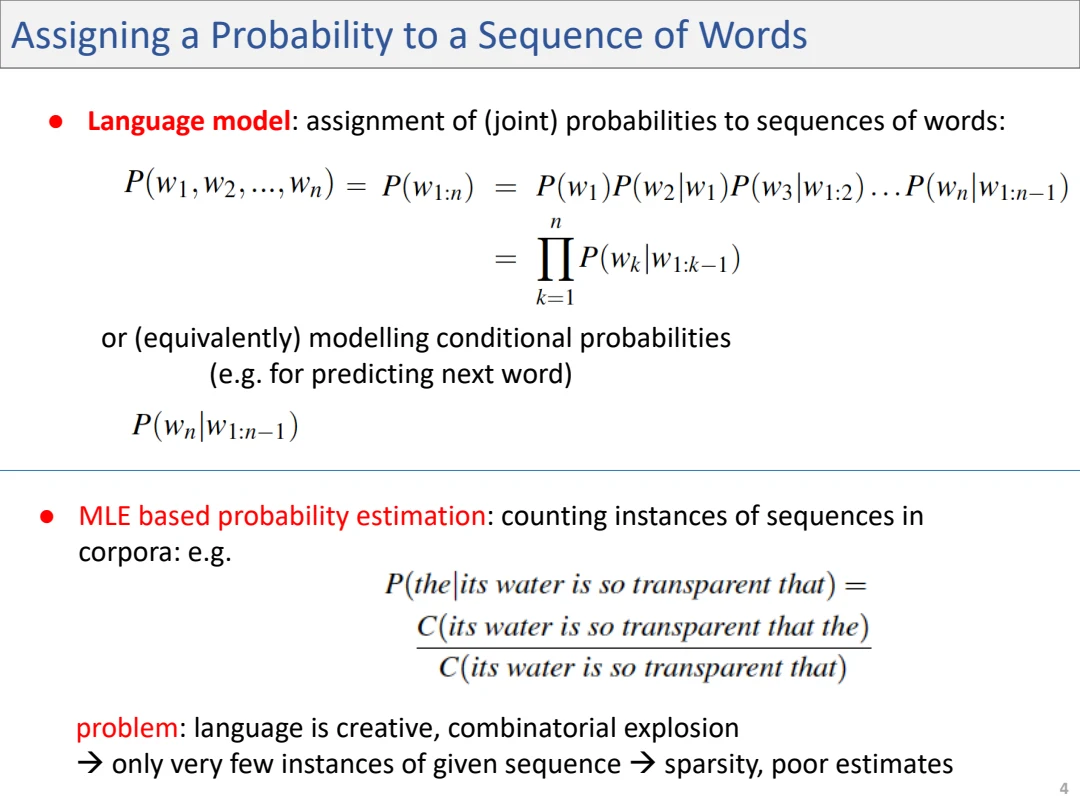 Assigning a Probability to a Sequence of Words
● Language model: assignment of (joint) probabilities to sequences of words:
P(w₁,w₂,...,wₙ) = P(w₁:ₙ) = P(w₁)P(w₂|w₁)P(w₃|w₁:₂)...P(wₙ|w₁:ₙ₋₁)
= ∏ₖ₌₁ⁿ P(wₖ|w₁:ₖ₋₁)
or (equivalently) modelling conditional probabilities
(e.g. for predicting next word)
P(wₙ|w₁:ₙ₋₁)
● MLE based probability estimation: counting instances of sequences in
corpora: e.g.
P(the|its water is so transparent that) =
C(its water is so transparent that the)
C(its water is so transparent that)
problem: language is creative, combinatorial explosion
→ only very few instances of given sequence → sparsity, poor estimates
4